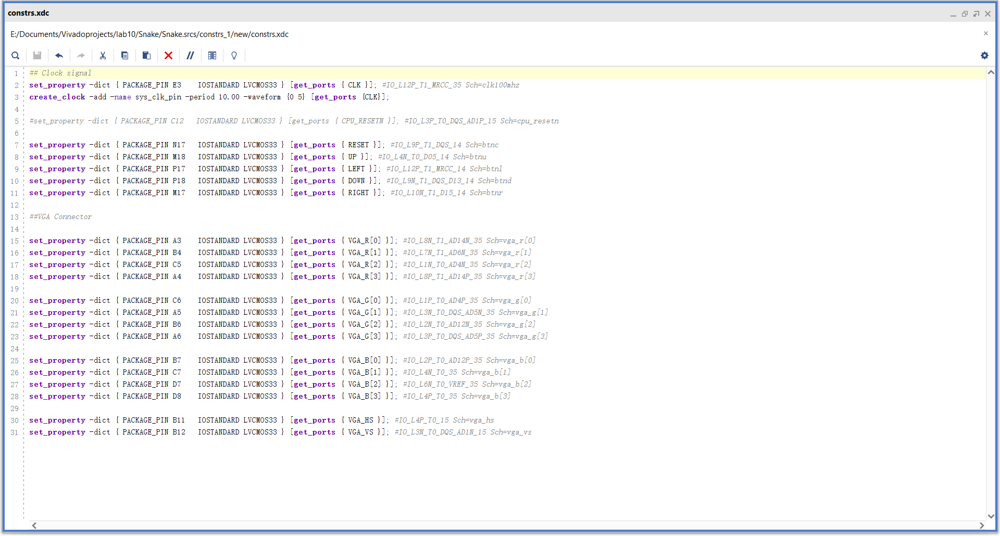 constrs.xdc
E:/Documents/Vivadoprojects/lab10/Snake/Snake.srcs/constrs_1/new/constrs.xdc
1 ## Clock signal
2 set_property -dict { PACKAGE_PIN E3    IOSTANDARD LVCMOS33 } [get_ports { CLK }]; #IO_L12P_T1_MRCC_35 Sch=clk100mhz
3 create_clock -add -name sys_clk_pin -period 10.00 -waveform {0 5} [get_ports {CLK}];
4
5 #set_property -dict { PACKAGE_PIN C12   IOSTANDARD LVCMOS33 } [get_ports { CPU_RESETN }]; #IO_L3P_T0_DQS_AD1P_15 Sch=cpu_resetn
6
7 set_property -dict { PACKAGE_PIN N17   IOSTANDARD LVCMOS33 } [get_ports { RESET }]; #IO_L9P_T1_DQS_14 Sch=btnc
8 set_property -dict { PACKAGE_PIN M18   IOSTANDARD LVCMOS33 } [get_ports { UP }]; #IO_L4N_T0_D05_14 Sch=btnu
9 set_property -dict { PACKAGE_PIN P17   IOSTANDARD LVCMOS33 } [get_ports { LEFT }]; #IO_L12P_T1_MRCC_14 Sch=btnl
10 set_property -dict { PACKAGE_PIN P18   IOSTANDARD LVCMOS33 } [get_ports { DOWN }]; #IO_L9N_T1_DQS_D13_14 Sch=btnd
11 set_property -dict { PACKAGE_PIN M17   IOSTANDARD LVCMOS33 } [get_ports { RIGHT }]; #IO_L10N_T1_D15_14 Sch=btnr
12
13 ##VGA Connector
14
15 set_property -dict { PACKAGE_PIN A3    IOSTANDARD LVCMOS33 } [get_ports { VGA_R[0] }]; #IO_L8N_T1_AD14N_35 Sch=vga_r[0]
16 set_property -dict { PACKAGE_PIN B4    IOSTANDARD LVCMOS33 } [get_ports { VGA_R[1] }]; #IO_L7N_T1_AD6N_35 Sch=vga_r[1]
17 set_property -dict { PACKAGE_PIN C5    IOSTANDARD LVCMOS33 } [get_ports { VGA_R[2] }]; #IO_L1N_T0_AD4N_35 Sch=vga_r[2]
18 set_property -dict { PACKAGE_PIN A4    IOSTANDARD LVCMOS33 } [get_ports { VGA_R[3] }]; #IO_L8P_T1_AD14P_35 Sch=vga_r[3]
19
20 set_property -dict { PACKAGE_PIN C6    IOSTANDARD LVCMOS33 } [get_ports { VGA_G[0] }]; #IO_L1P_T0_AD4P_35 Sch=vga_g[0]
21 set_property -dict { PACKAGE_PIN A5    IOSTANDARD LVCMOS33 } [get_ports { VGA_G[1] }]; #IO_L3N_T0_DQS_AD5N_35 Sch=vga_g[1]
22 set_property -dict { PACKAGE_PIN B6    IOSTANDARD LVCMOS33 } [get_ports { VGA_G[2] }]; #IO_L2N_T0_AD12N_35 Sch=vga_g[2]
23 set_property -dict { PACKAGE_PIN A6    IOSTANDARD LVCMOS33 } [get_ports { VGA_G[3] }]; #IO_L3P_T0_DQS_AD5P_35 Sch=vga_g[3]
24
25 set_property -dict { PACKAGE_PIN B7    IOSTANDARD LVCMOS33 } [get_ports { VGA_B[0] }]; #IO_L2P_T0_AD12P_35 Sch=vga_b[0]
26 set_property -dict { PACKAGE_PIN C7    IOSTANDARD LVCMOS33 } [get_ports { VGA_B[1] }]; #IO_L4N_T0_35 Sch=vga_b[1]
27 set_property -dict { PACKAGE_PIN D7    IOSTANDARD LVCMOS33 } [get_ports { VGA_B[2] }]; #IO_L6N_T0_VREF_35 Sch=vga_b[2]
28 set_property -dict { PACKAGE_PIN D8    IOSTANDARD LVCMOS33 } [get_ports { VGA_B[3] }]; #IO_L4P_T0_35 Sch=vga_b[3]
29
30 set_property -dict { PACKAGE_PIN B11   IOSTANDARD LVCMOS33 } [get_ports { VGA_HS }]; #IO_L4P_T0_15 Sch=vga_hs
31 set_property -dict { PACKAGE_PIN B12   IOSTANDARD LVCMOS33 } [get_ports { VGA_VS }]; #IO_L3N_T0_DQS_AD1N_15 Sch=vga_vs